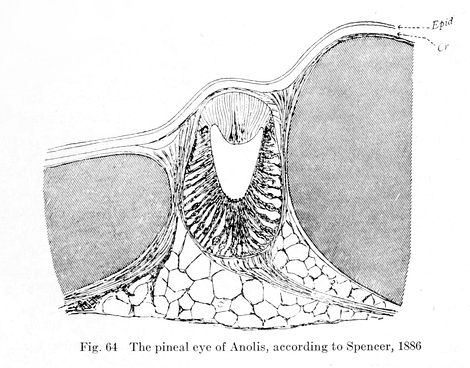 Epid
Cr
Fig. 64 The pineal eye of Anolis, according to Spencer, 1886